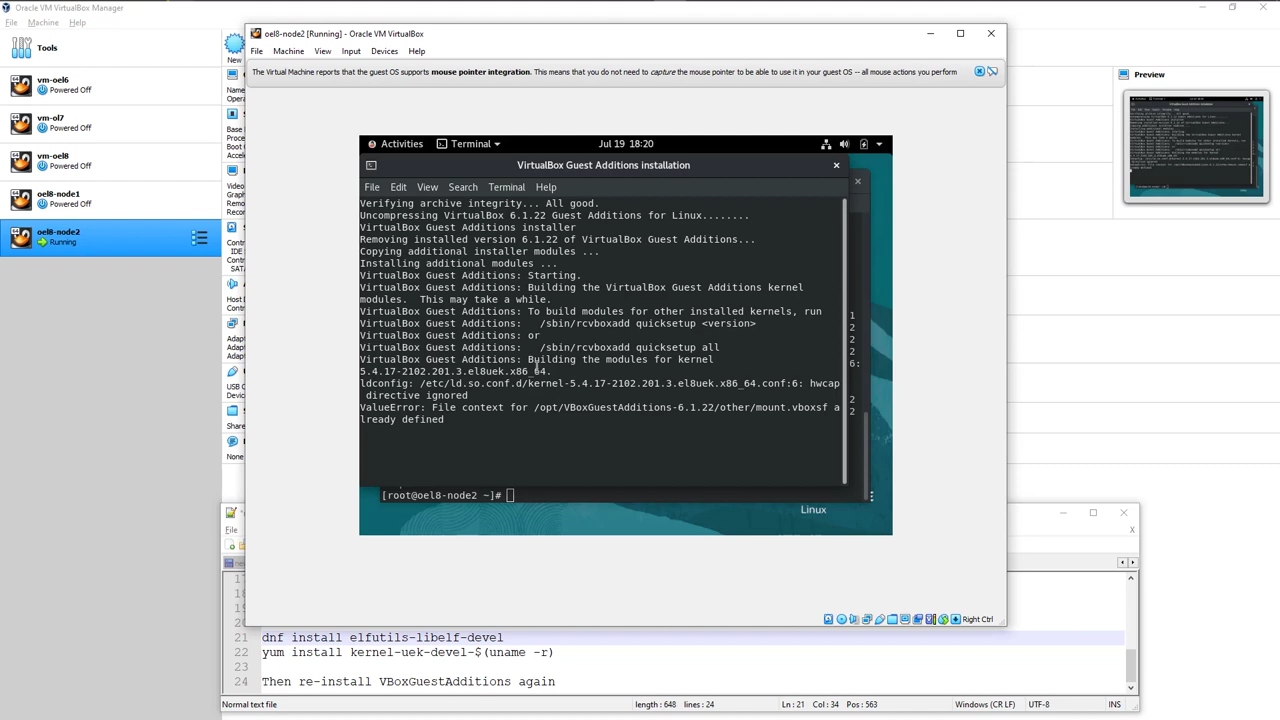 Oracle VM VirtualBox Manager
File Machine Help
Tools
vm-oel6
Powered Off
vm-ol7
Powered Off
vm-oel8
Powered Off
oel8-node1
Powered Off
oel8-node2
Running
New
Preview
oel8-node2 [Running] - Oracle VM VirtualBox
File Machine View Input Devices Help
The Virtual Machine reports that the guest OS supports mouse pointer integration. This means that you do not need to capture the mouse pointer to be able to use it in your guest OS -- all mouse actions you perform
Activities Terminal Jul 19 18:20
VirtualBox Guest Additions installation
File Edit View Search Terminal Help
Verifying archive integrity... All good.
Uncompressing VirtualBox 6.1.22 Guest Additions for Linux........
VirtualBox Guest Additions installer
Removing installed version 6.1.22 of VirtualBox Guest Additions...
Copying additional installer modules ...
Installing additional modules ...
VirtualBox Guest Additions: Starting.
VirtualBox Guest Additions: Building the VirtualBox Guest Additions kernel
modules.  This may take a while.
VirtualBox Guest Additions: To build modules for other installed kernels, run
VirtualBox Guest Additions:   /sbin/rcvboxadd quicksetup <version>
VirtualBox Guest Additions: or
VirtualBox Guest Additions:   /sbin/rcvboxadd quicksetup all
VirtualBox Guest Additions: Building the modules for kernel
5.4.17-2102.201.3.el8uek.x86_64.
ldconfig: /etc/ld.so.conf.d/kernel-5.4.17-2102.201.3.el8uek.x86_64.conf:6: hwcap
 directive ignored
ValueError: File context for /opt/VBoxGuestAdditions-6.1.22/other/mount.vboxsf a
lready defined
[root@oel8-node2 ~]#
Linux
Right Ctrl
File
21 dnf install elfutils-libelf-devel
22 yum install kernel-uek-devel-$(uname -r)
23
24 Then re-install VBoxGuestAdditions again
Normal text file length : 648 lines : 24 Ln : 21 Col : 34 Pos : 563 Windows (CR LF) UTF-8 INS